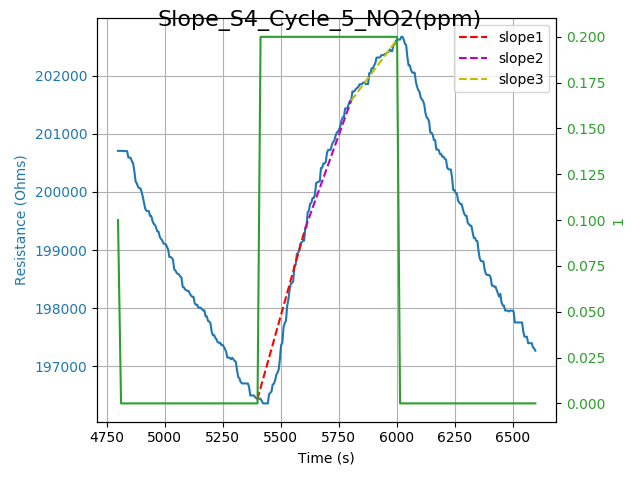 Slope_S4_Cycle_5_NO2(ppm)
slope1
slope2
slope3
202000
201000
200000
199000
198000
197000
Resistance (Ohms)
0.200
0.175
0.150
0.125
0.100
0.075
0.050
0.025
0.000
1
4750 5000 5250 5500 5750 6000 6250 6500
Time (s)